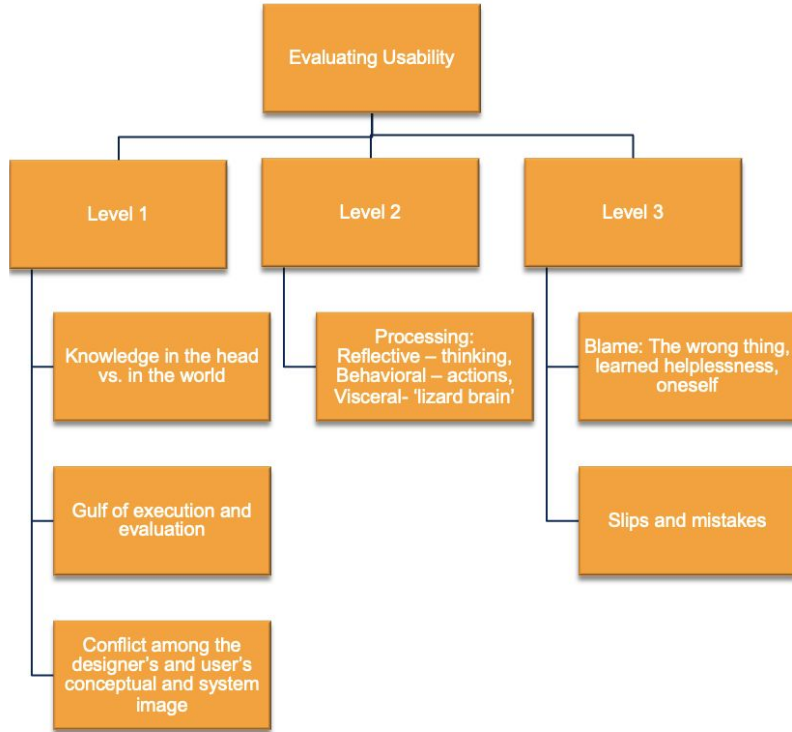 Evaluating Usability
Level 1
Level 2
Level 3
Knowledge in the head
vs. in the world
Gulf of execution and
evaluation
Conflict among the
designer's and user's
conceptual and system
image
Processing:
Reflective – thinking,
Behavioral – actions,
Visceral- 'lizard brain'
Blame: The wrong thing,
learned helplessness,
oneself
Slips and mistakes